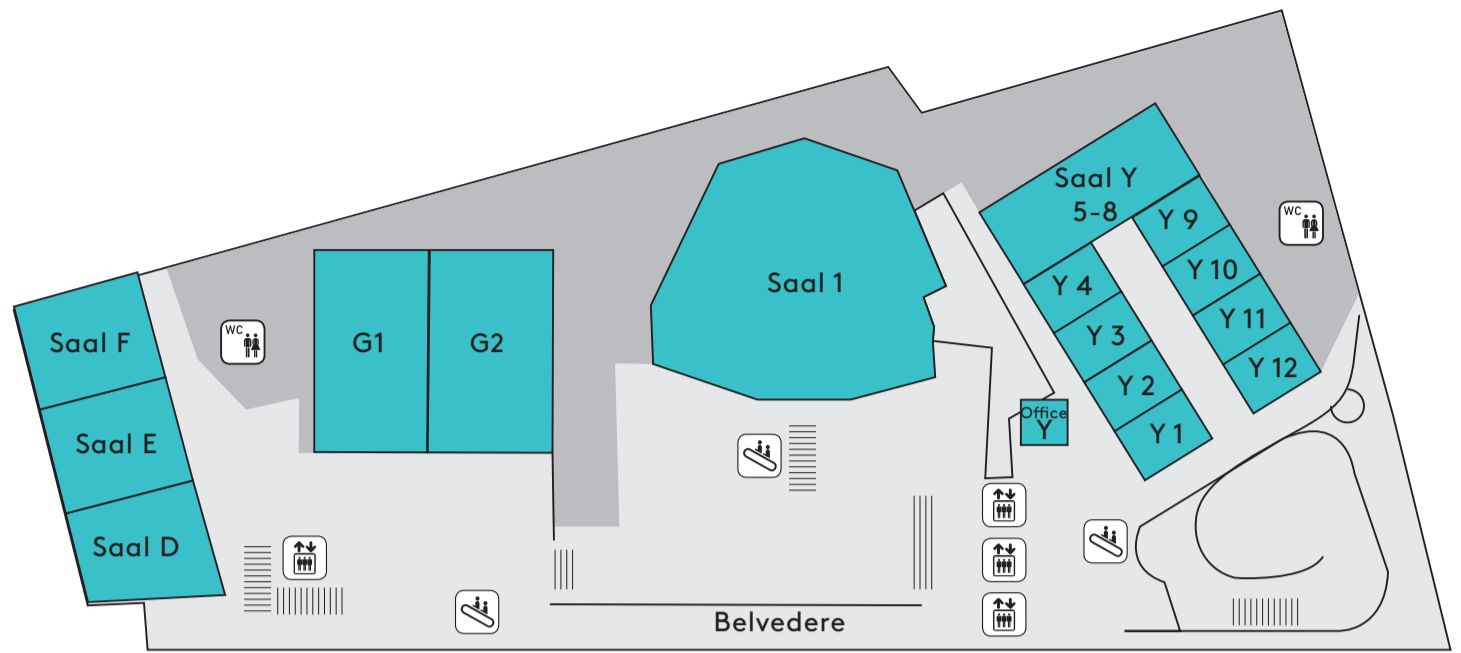 Saal F
Saal E
Saal D
WC
G1
G2
Saal 1
Saal Y
5-8
Y 9
Y 10
Y 11
Y 12
Y 4
Y 3
Y 2
Y 1
Office
Y
WC
Belvedere